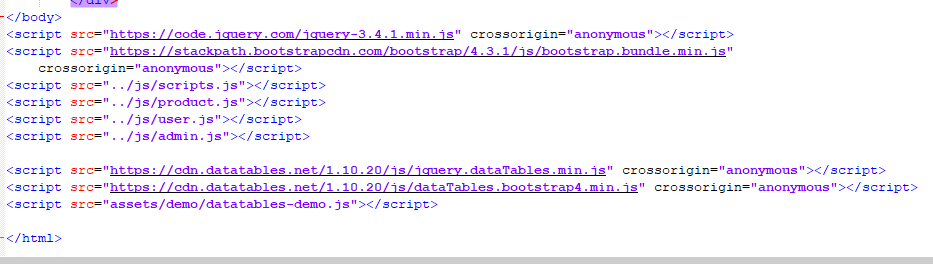 </div>
</body>
<script src="https://code.jquery.com/jquery-3.4.1.min.js" crossorigin="anonymous"></script>
<script src="https://stackpath.bootstrapcdn.com/bootstrap/4.3.1/js/bootstrap.bundle.min.js"
crossorigin="anonymous"></script>
<script src="../js/scripts.js"></script>
<script src="../js/product.js"></script>
<script src="../js/user.js"></script>
<script src="../js/admin.js"></script>
<script src="https://cdn.datatables.net/1.10.20/js/jquery.dataTables.min.js" crossorigin="anonymous"></script>
<script src="https://cdn.datatables.net/1.10.20/js/dataTables.bootstrap4.min.js" crossorigin="anonymous"></script>
<script src="assets/demo/datatables-demo.js"></script>
</html>